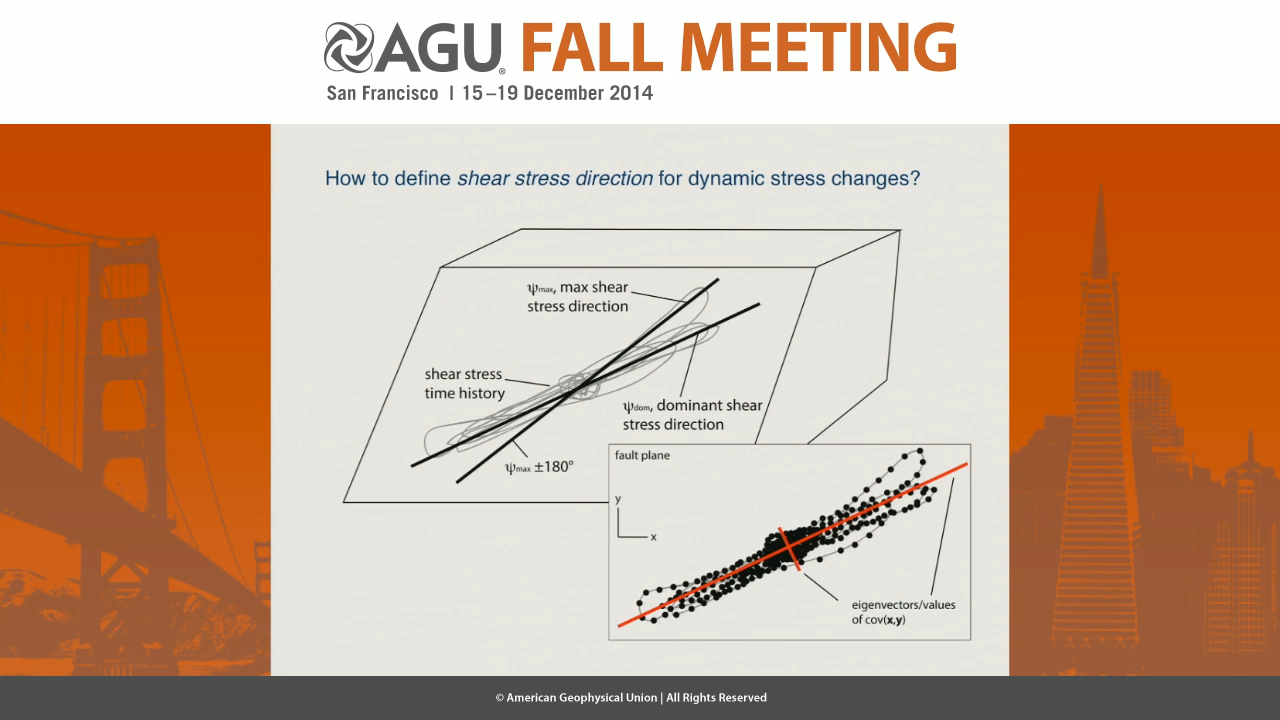 AGU® FALL MEETING
San Francisco | 15–19 December 2014
How to define shear stress direction for dynamic stress changes?
ψmax, max shear
stress direction
shear stress
time history
ψdom, dominant shear
stress direction
ψmax ±180°
fault plane
y
x
eigenvectors/values
of cov(x,y)
© American Geophysical Union | All Rights Reserved